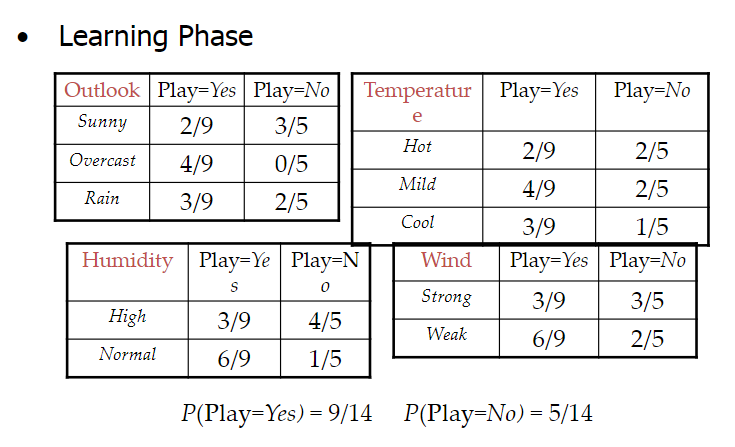 • Learning Phase
Outlook Play=Yes Play=No
Sunny 2/9 3/5
Overcast 4/9 0/5
Rain 3/9 2/5
Temperatur Play=Yes Play=No
e
Hot 2/9 2/5
Mild 4/9 2/5
Cool 3/9 1/5
Humidity Play=Ye Play=N
s o
High 3/9 4/5
Normal 6/9 1/5
Wind Play=Yes Play=No
Strong 3/9 3/5
Weak 6/9 2/5
P(Play=Yes) = 9/14 P(Play=No) = 5/14